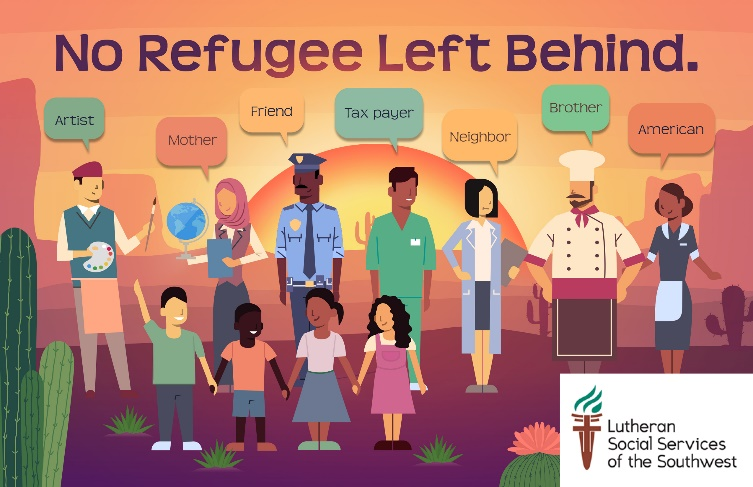 No Refugee Left Behind.
Artist
Mother
Friend
Tax payer
Neighbor
Brother
American
Lutheran
Social Services
of the Southwest